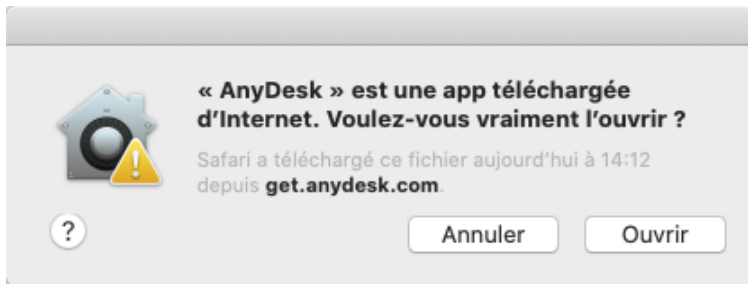 « AnyDesk » est une app téléchargée
d’Internet. Voulez-vous vraiment l’ouvrir ?
Safari a téléchargé ce fichier aujourd’hui à 14:12
depuis get.anydesk.com.
?
Annuler
Ouvrir